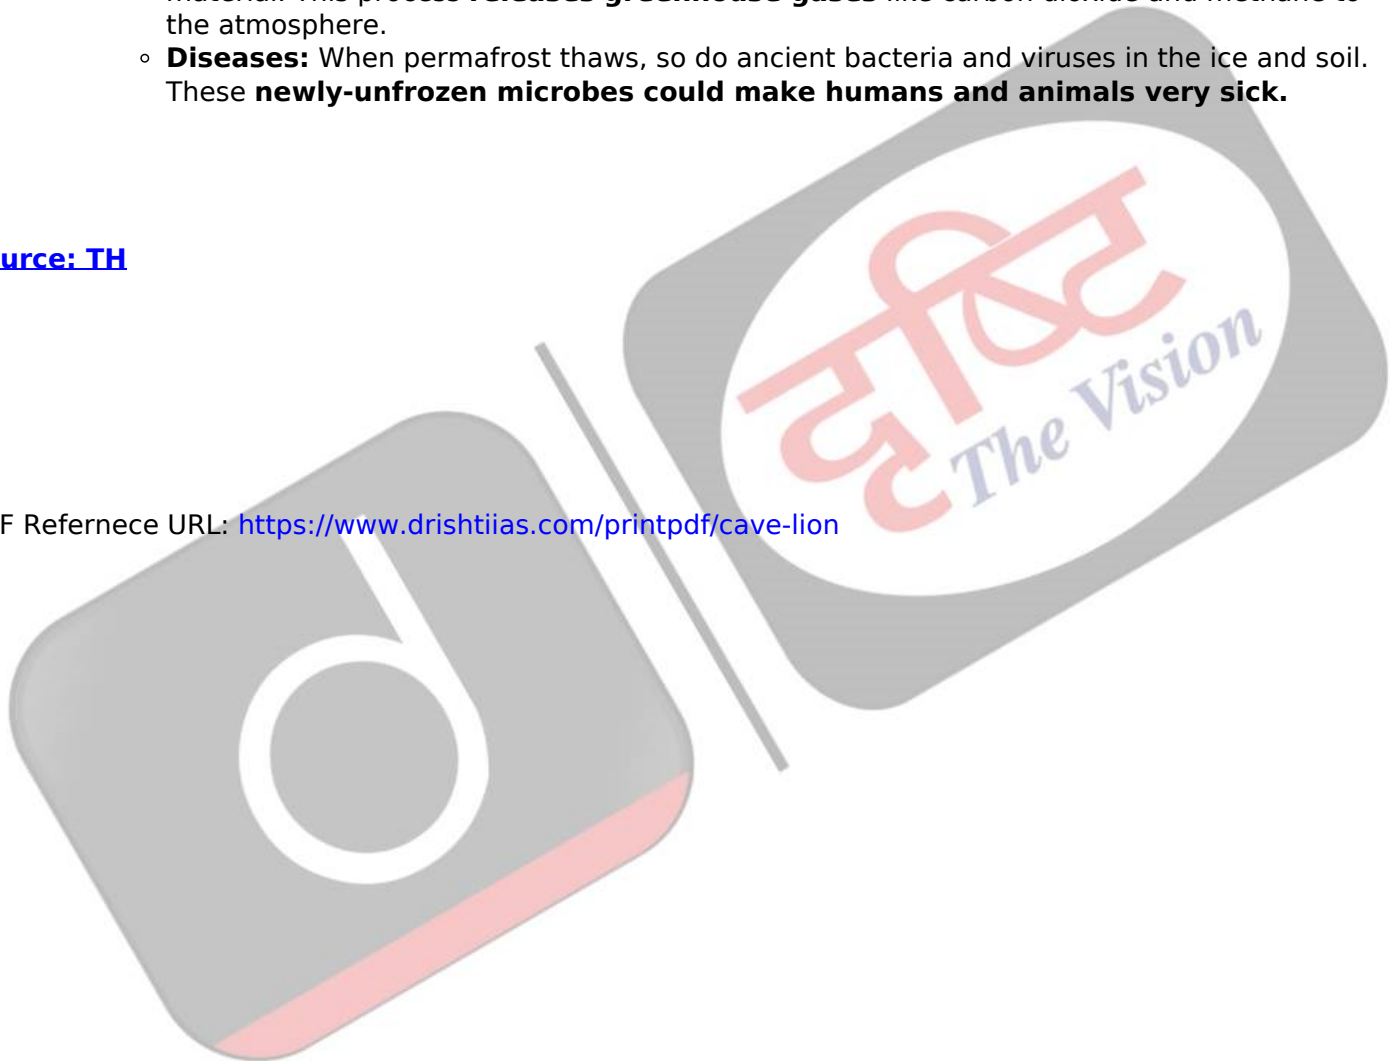 the atmosphere.
Diseases: When permafrost thaws, so do ancient bacteria and viruses in the ice and soil.
These newly-unfrozen microbes could make humans and animals very sick.
urce: TH
दृष्टि
The Vision
F Refernece URL: https://www.drishtiias.com/printpdf/cave-lion
d